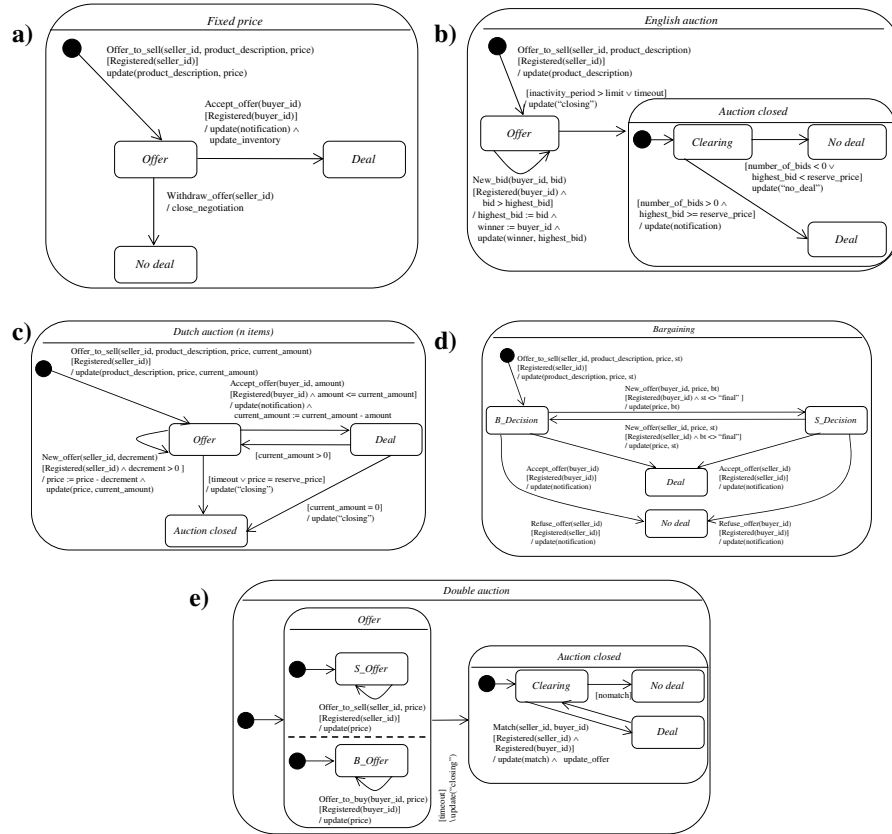 a)
Fixed price
Offer_to_sell(seller_id, product_description, price)
[Registered(seller_id)]
update(product_description, price)
Accept_offer(buyer_id)
[Registered(buyer_id)]
/ update(notification) ∧
update_inventory
Offer
Deal
Withdraw_offer(seller_id)
/ close_negotiation
No deal
b)
English auction
Offer_to_sell(seller_id, product_description)
[Registered(seller_id)]
/ update(product_description)
[inactivity_period > limit ∨ timeout]
/ update("closing")
Offer
New_bid(buyer_id, bid)
[Registered(buyer_id) ∧
bid > highest_bid]
/ highest_bid := bid ∧
winner := buyer_id ∧
update(winner, highest_bid)
Auction closed
Clearing
No deal
[number_of_bids < 0 ∨
highest_bid < reserve_price]
update("no_deal")
[number_of_bids > 0 ∧
highest_bid >= reserve_price]
/ update(notification)
Deal
c)
Dutch auction (n items)
Offer_to_sell(seller_id, product_description, price, current_amount)
[Registered(seller_id)]
/ update(product_description, price, current_amount)
Accept_offer(buyer_id, amount)
[Registered(buyer_id) ∧ amount <= current_amount]
/ update(notification) ∧
current_amount := current_amount - amount
Offer
Deal
New_offer(seller_id, decrement)
[Registered(seller_id) ∧ decrement > 0 ]
/ price := price - decrement ∧
update(price, current_amount)
[current_amount > 0]
[timeout ∨ price = reserve_price]
/ update("closing")
[current_amount = 0]
/ update("closing")
Auction closed
d)
Bargaining
Offer_to_sell(seller_id, product_description, price, st)
[Registered(seller_id)]
/ update(product_description, price, st)
New_offer(buyer_id, price, bt)
[Registered(buyer_id) ∧ st <> "final" ]
/ update(price, bt)
B_Decision
S_Decision
New_offer(seller_id, price, st)
[Registered(seller_id) ∧ bt <> "final"]
/ update(price, st)
Accept_offer(buyer_id)
[Registered(buyer_id)]
/ update(notification)
Deal
Accept_offer(seller_id)
[Registered(seller_id)]
/ update(notification)
No deal
Refuse_offer(seller_id)
[Registered(seller_id)]
/ update(notification)
Refuse_offer(buyer_id)
[Registered(buyer_id)]
/ update(notification)
e)
Double auction
Offer
S_Offer
Offer_to_sell(seller_id, price)
[Registered(seller_id)]
/ update(price)
B_Offer
Offer_to_buy(buyer_id, price)
[Registered(buyer_id)]
/ update(price)
[timeout]
\ update("closing")
Auction closed
Clearing
No deal
[nomatch]
Match(seller_id, buyer_id)
[Registered(seller_id) ∧
Registered(buyer_id)]
/ update(match) ∧ update_offer
Deal